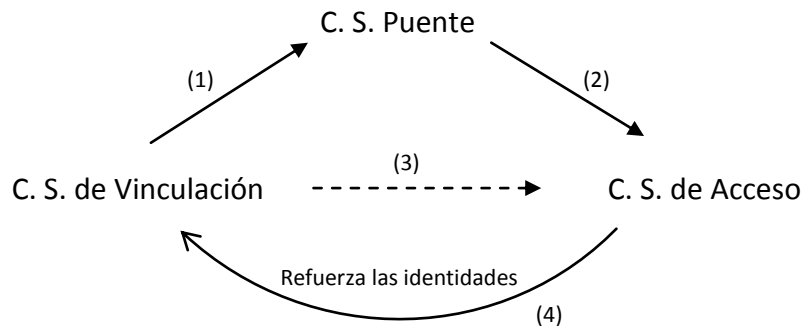 C. S. Puente
(1)
(2)
(3)
C. S. de Vinculación
C. S. de Acceso
Refuerza las identidades
(4)